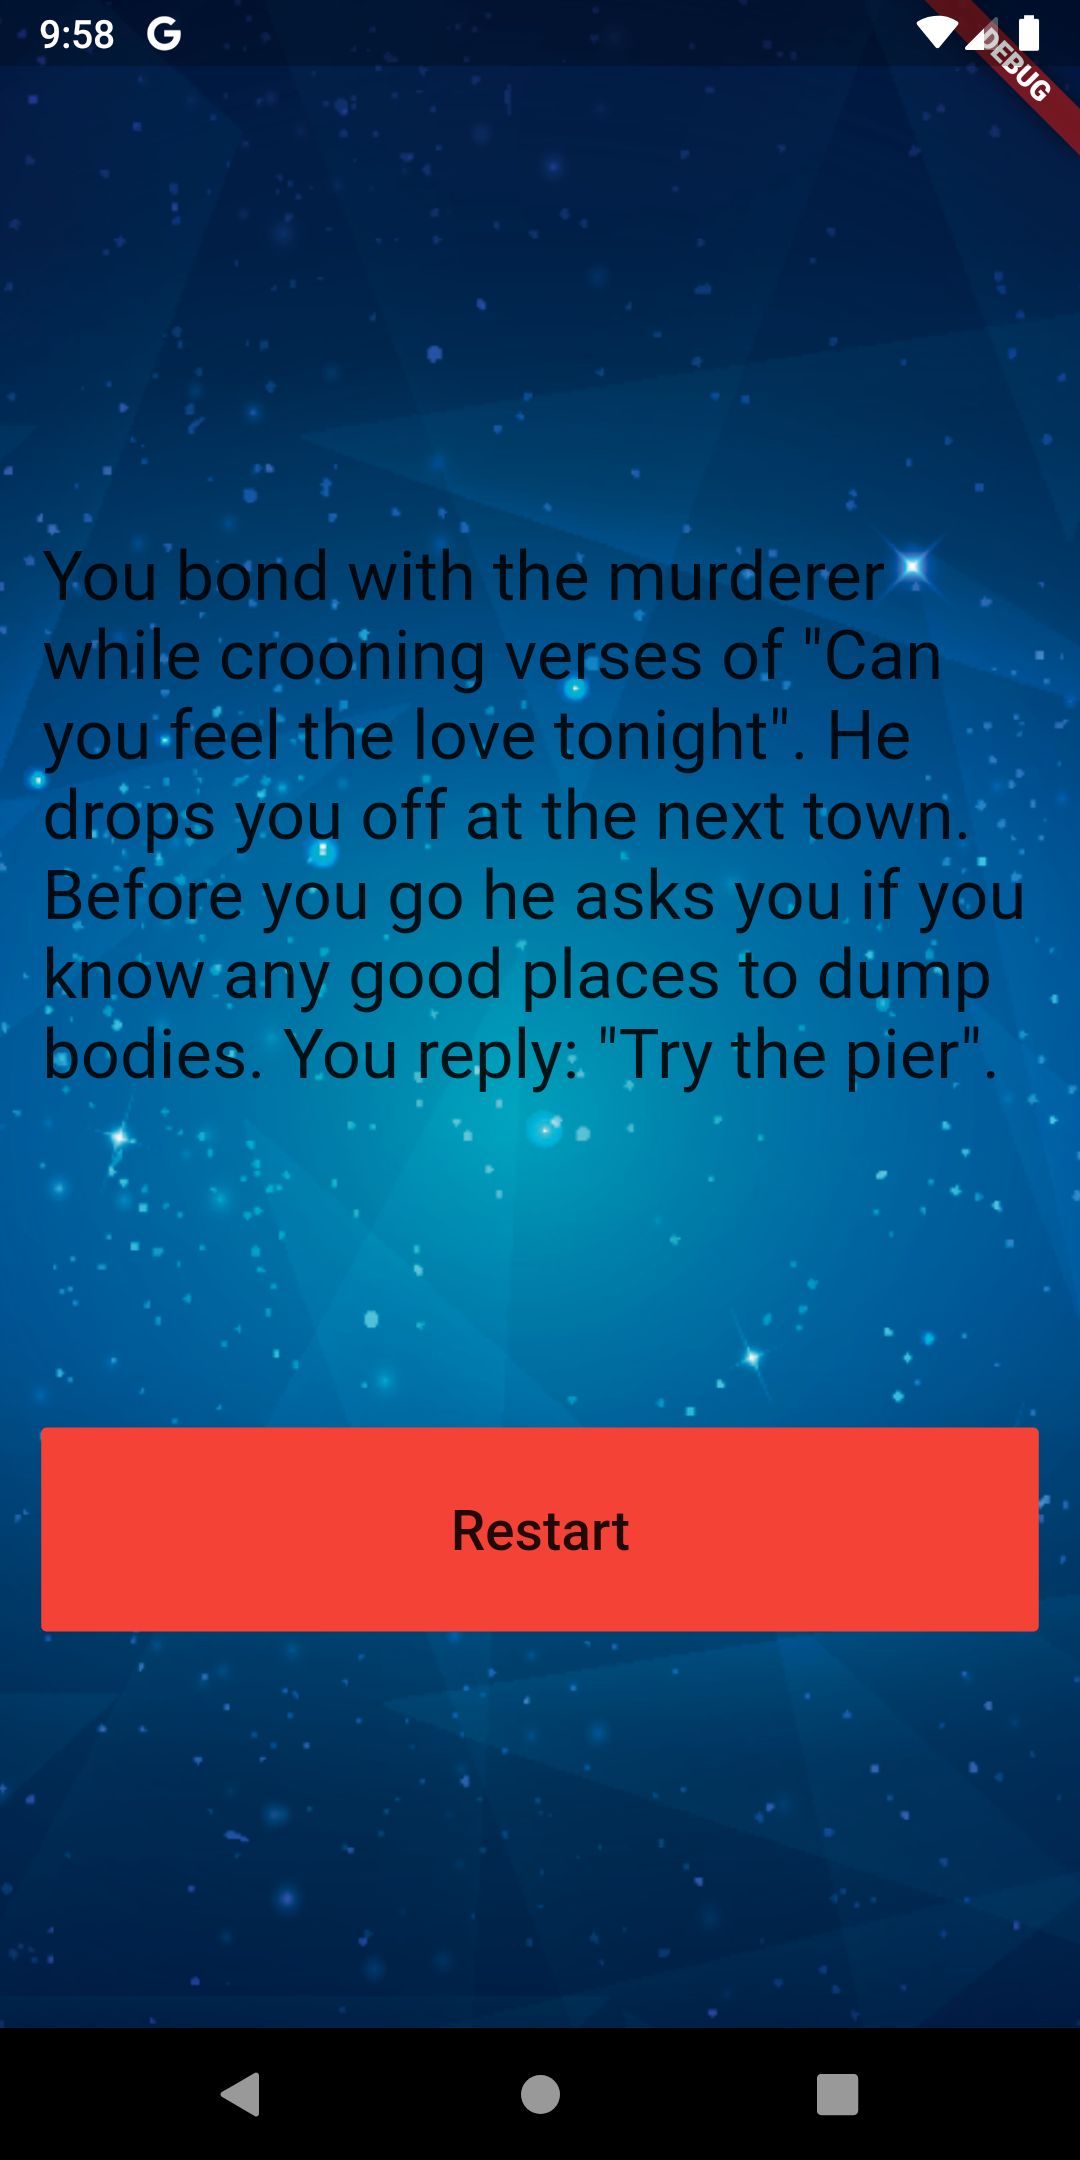 9:58
DEBUG
You bond with the murderer
while crooning verses of "Can
you feel the love tonight". He
drops you off at the next town.
Before you go he asks you if you
know any good places to dump
bodies. You reply: "Try the pier".
Restart